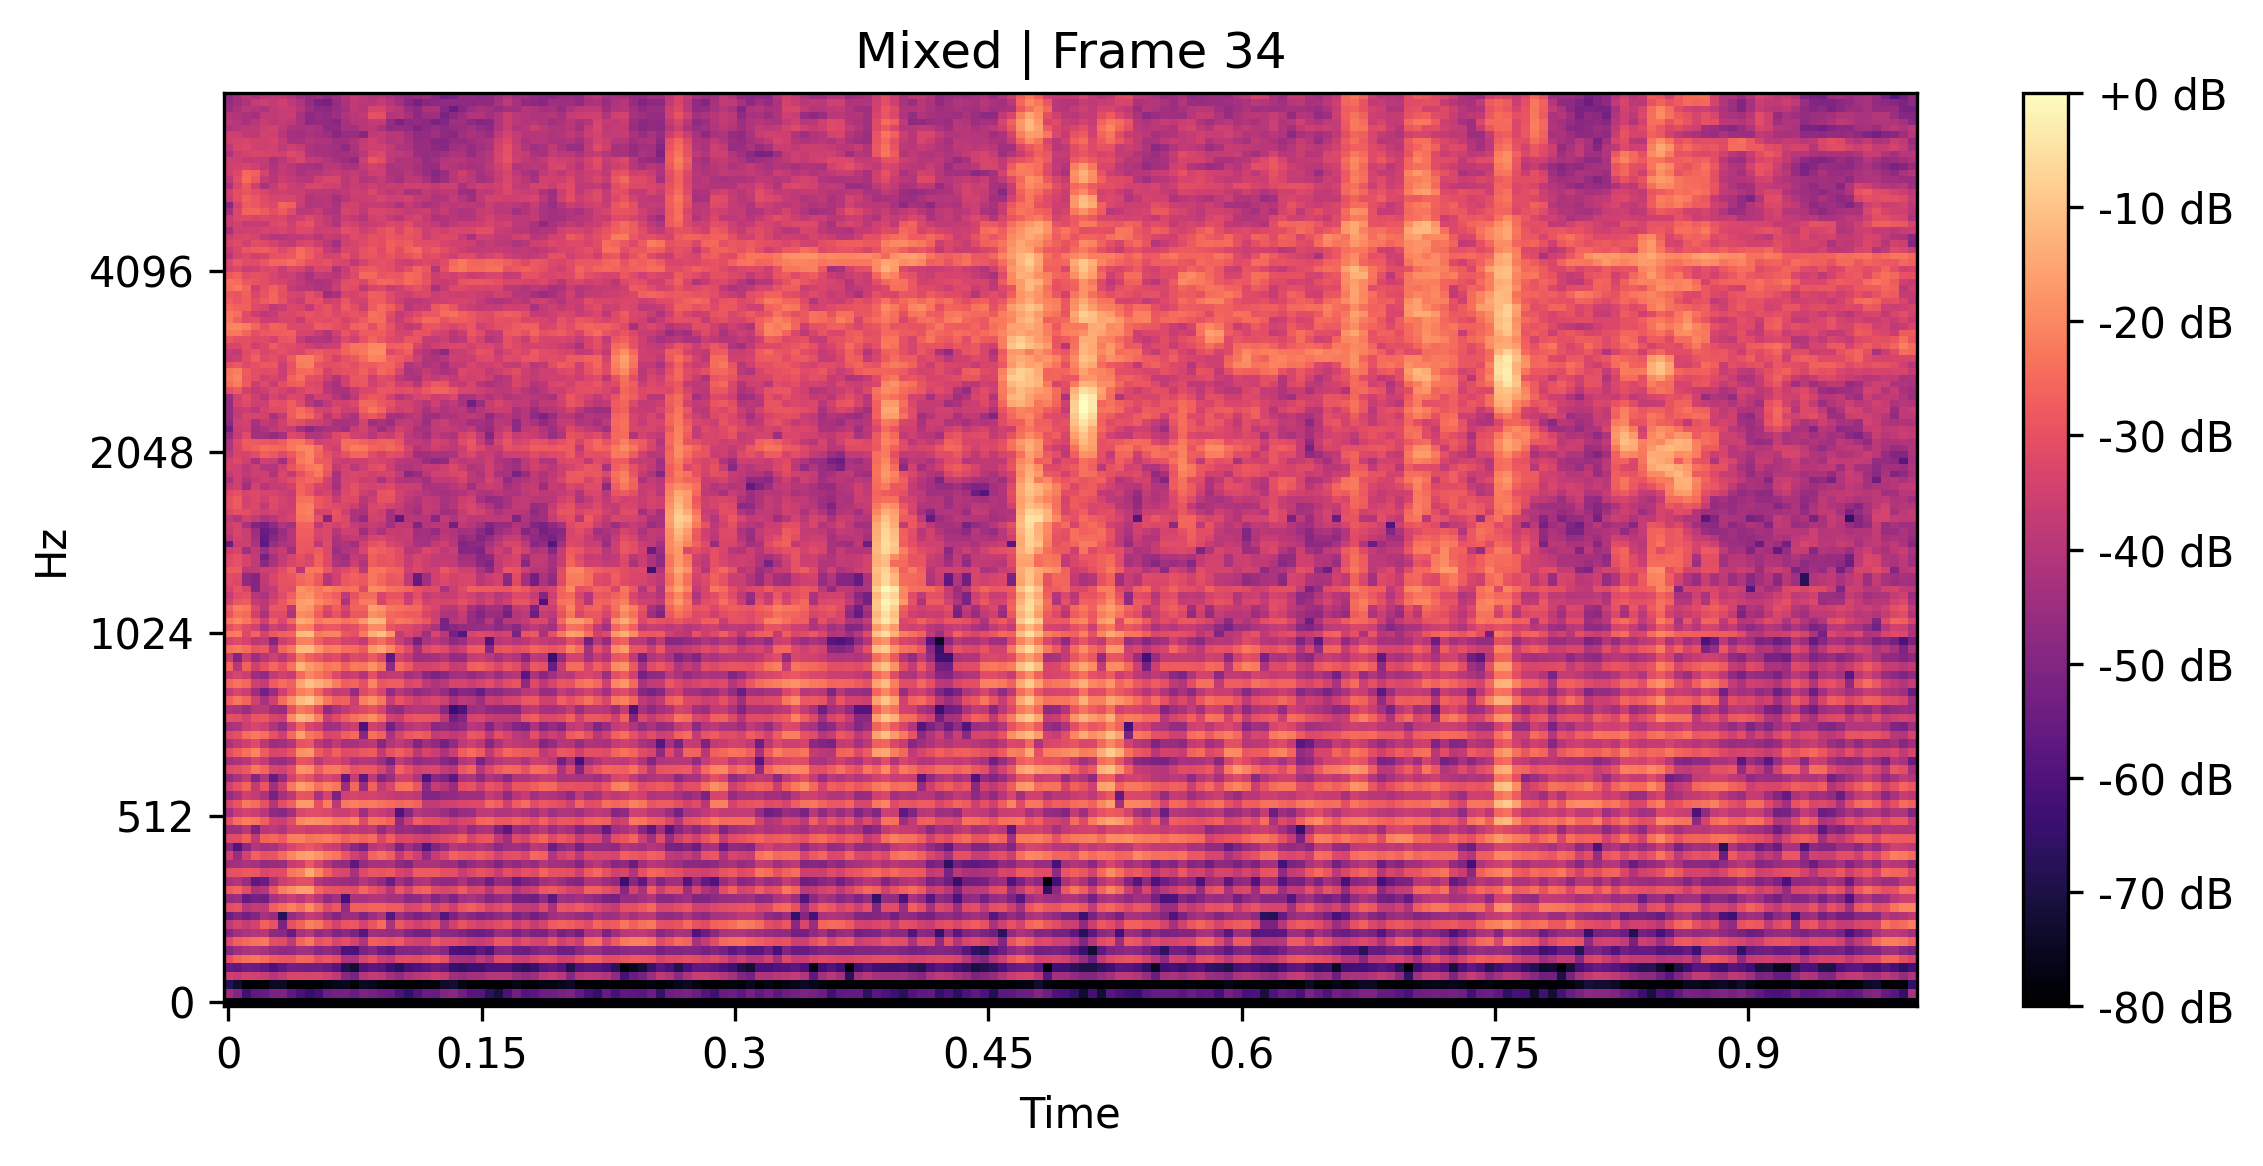 Mixed | Frame 34
+0 dB
-10 dB
-20 dB
-30 dB
-40 dB
-50 dB
-60 dB
-70 dB
-80 dB
4096
2048
1024
512
0
Hz
0 0.15 0.3 0.45 0.6 0.75 0.9
Time